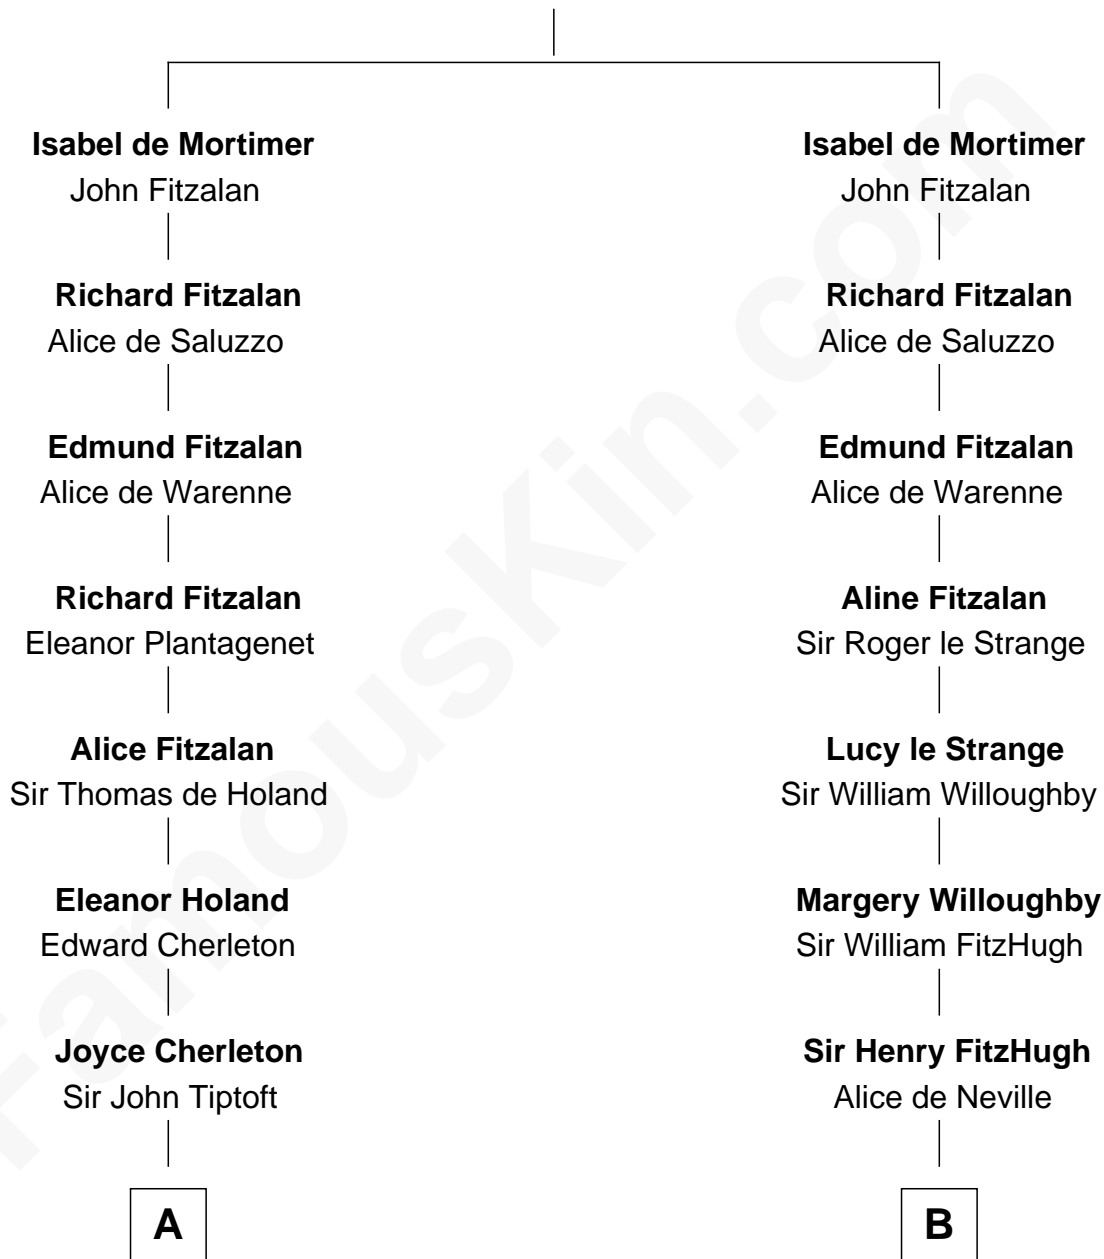 Isabel de Mortimer
John Fitzalan
Richard Fitzalan
Alice de Saluzzo
Edmund Fitzalan
Alice de Warenne
Richard Fitzalan
Eleanor Plantagenet
Alice Fitzalan
Sir Thomas de Holand
Eleanor Holand
Edward Cherleton
Joyce Cherleton
Sir John Tiptoft
A
Isabel de Mortimer
John Fitzalan
Richard Fitzalan
Alice de Saluzzo
Edmund Fitzalan
Alice de Warenne
Aline Fitzalan
Sir Roger le Strange
Lucy le Strange
Sir William Willoughby
Margery Willoughby
Sir William FitzHugh
Sir Henry FitzHugh
Alice de Neville
B
FamousKin.com